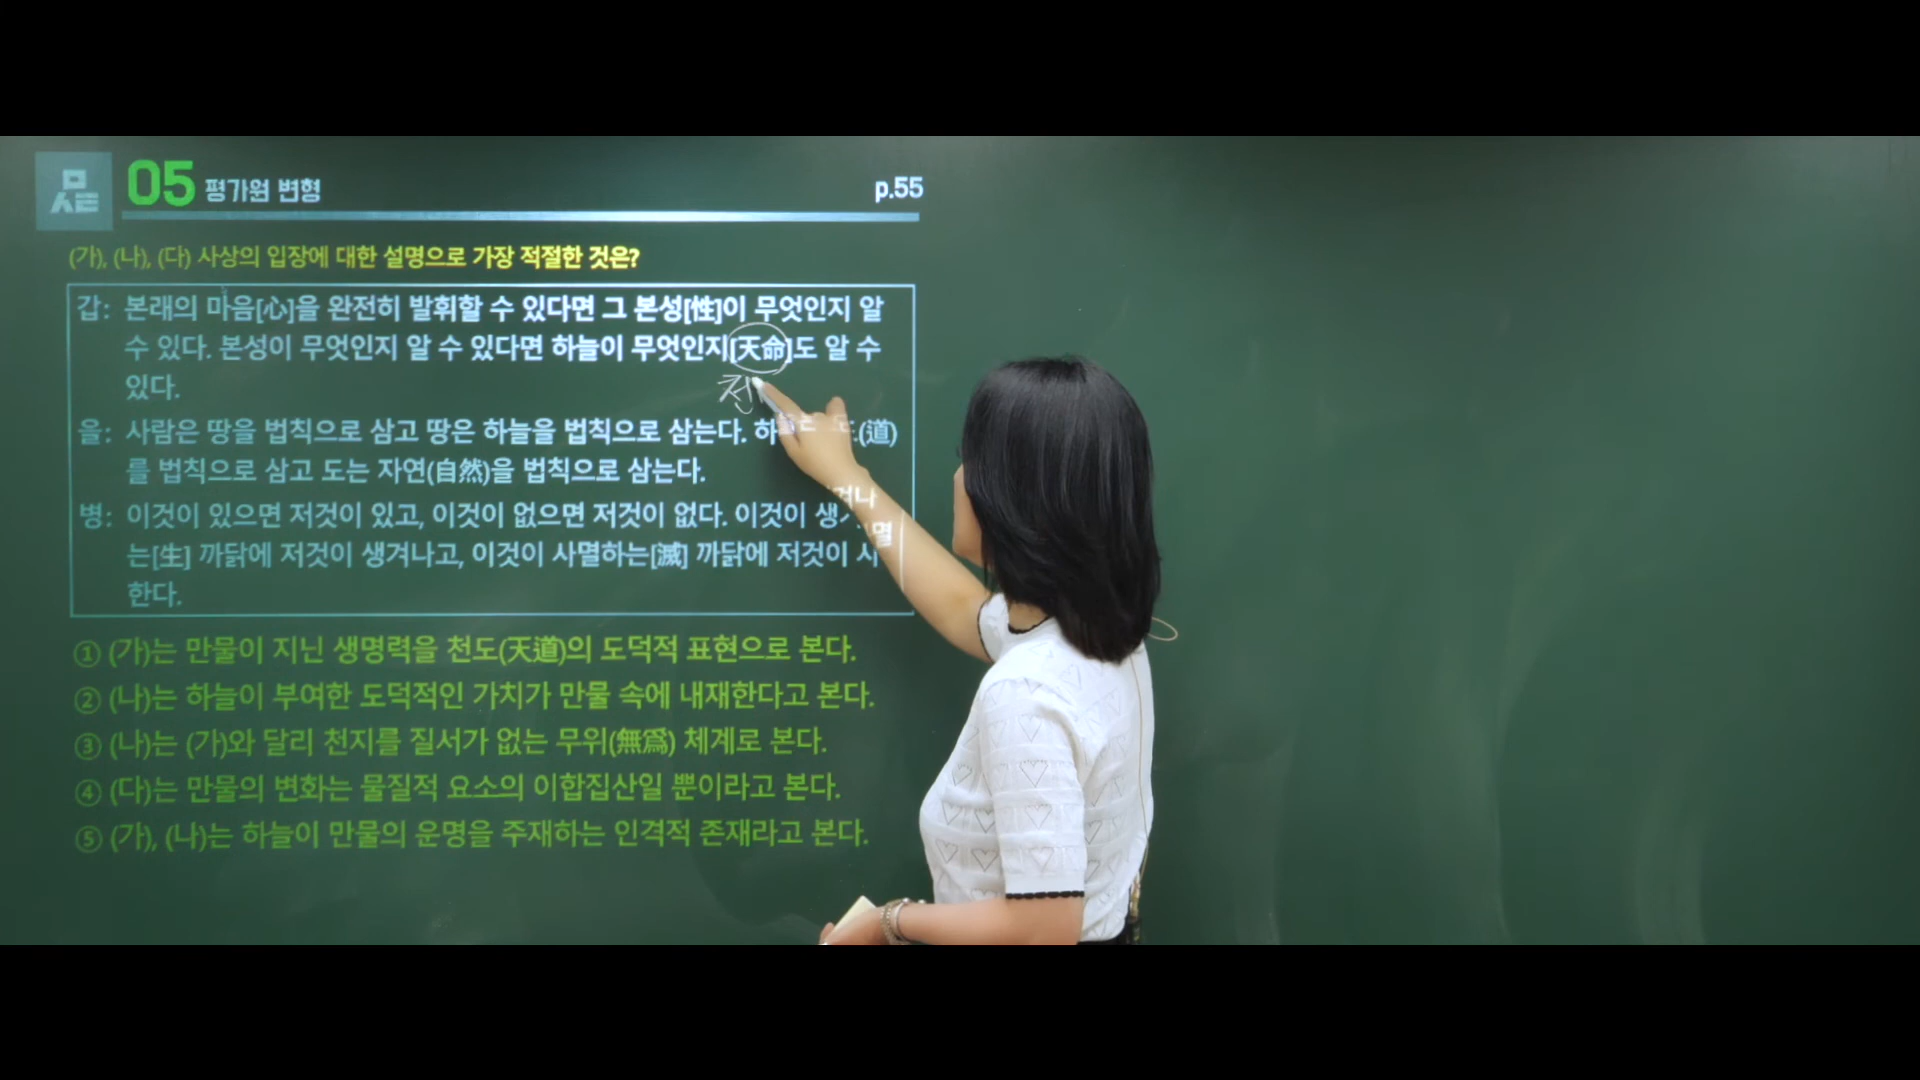 05 평가원 변형
p.55
(가), (나), (다) 사상의 입장에 대한 설명으로 가장 적절한 것은?
갑: 본래의 마음[心]을 완전히 발휘할 수 있다면 그 본성[性]이 무엇인지 알
수 있다. 본성이 무엇인지 알 수 있다면 하늘이 무엇인지[天命]도 알 수
있다.
을: 사람은 땅을 법칙으로 삼고 땅은 하늘을 법칙으로 삼는다. (道)
를 법칙으로 삼고 도는 자연(自然)을 법칙으로 삼는다.
병: 이것이 있으면 저것이 있고, 이것이 없으면 저것이 없다. 이것이
는[生] 까닭에 저것이 생겨나고, 이것이 사멸하는[滅] 까닭에 저것이
한다.
① (가)는 만물이 지닌 생명력을 천도(天道)의 도덕적 표현으로 본다.
② (나)는 하늘이 부여한 도덕적인 가치가 만물 속에 내재한다고 본다.
③ (나)는 (가)와 달리 천지를 질서가 없는 무위(無爲) 체계로 본다.
④ (다)는 만물의 변화는 물질적 요소의 이합집산일 뿐이라고 본다.
⑤ (가), (나)는 하늘이 만물의 운명을 주재하는 인격적 존재라고 본다.